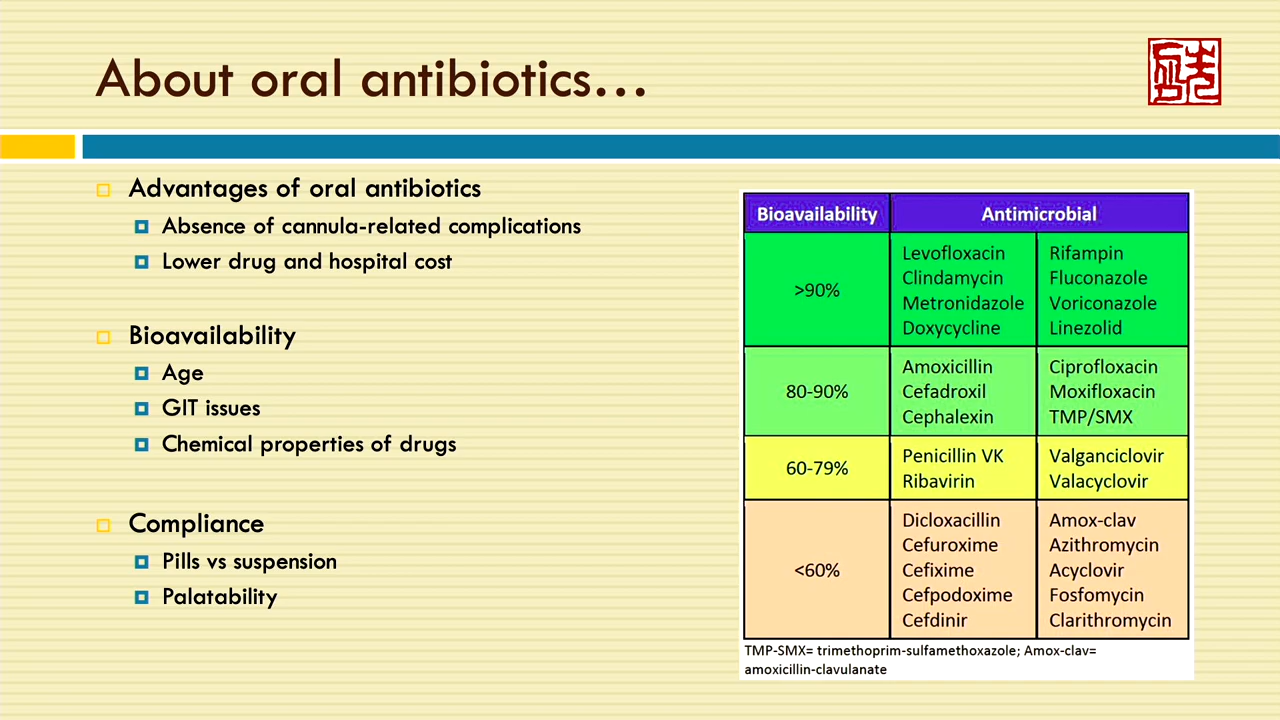 About oral antibiotics…
Advantages of oral antibiotics
Absence of cannula-related complications
Lower drug and hospital cost
Bioavailability
Age
GIT issues
Chemical properties of drugs
Compliance
Pills vs suspension
Palatability
Bioavailability Antimicrobial
>90%
Levofloxacin Rifampin
Clindamycin Fluconazole
Metronidazole Voriconazole
Doxycycline Linezolid
80-90%
Amoxicillin Ciprofloxacin
Cefadroxil Moxifloxacin
Cephalexin TMP/SMX
60-79%
Penicillin VK Valganciclovir
Ribavirin Valacyclovir
<60%
Dicloxacillin Amox-clav
Cefuroxime Azithromycin
Cefixime Acyclovir
Cefpodoxime Fosfomycin
Cefdinir Clarithromycin
TMP-SMX= trimethoprim-sulfamethoxazole; Amox-clav=
amoxicillin-clavulanate